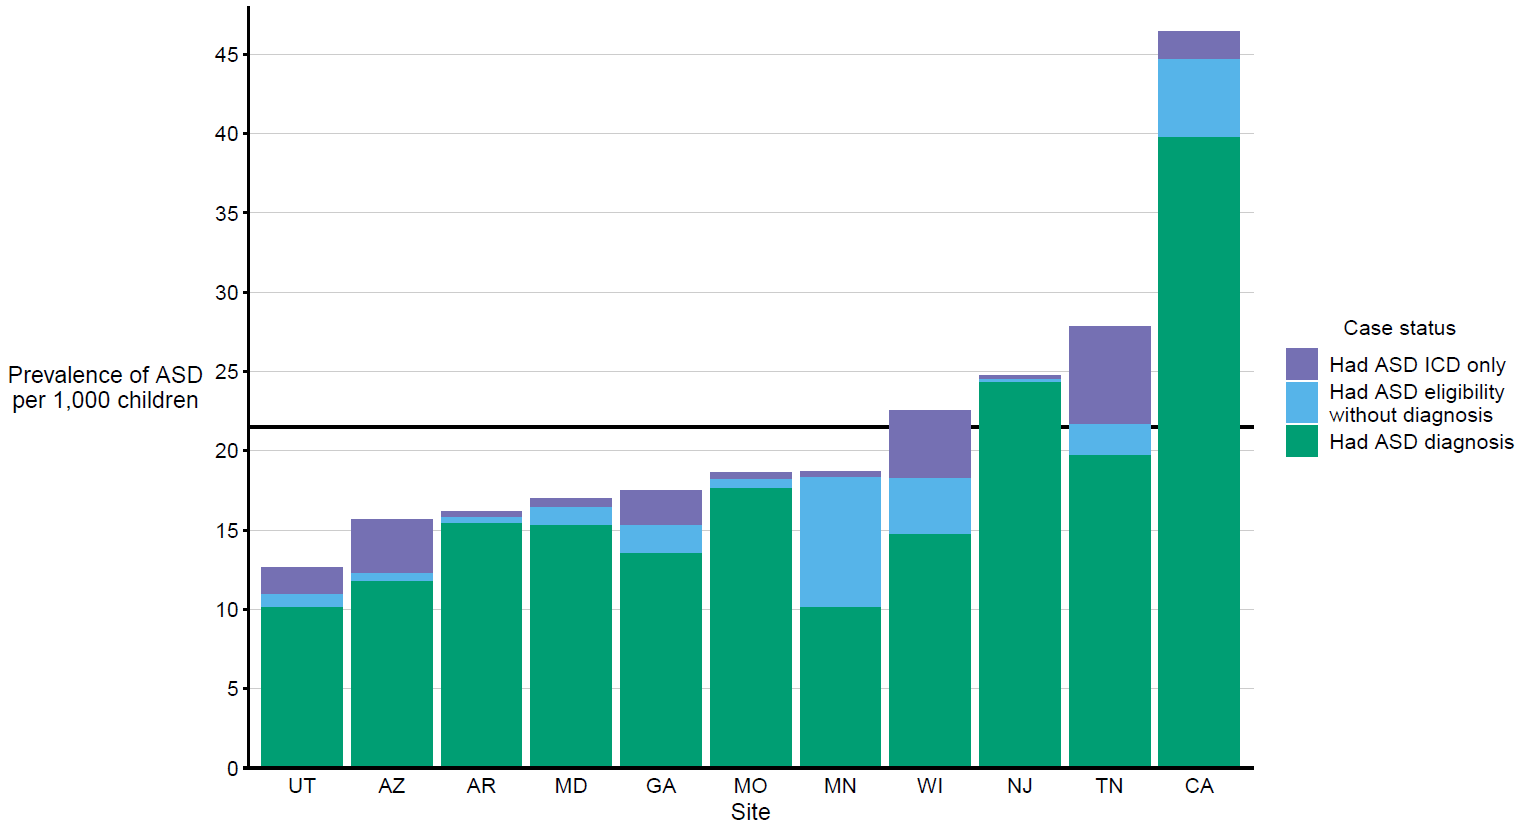 45
40
35
30
25
20
15
10
5
0
Prevalence of ASD
per 1,000 children
UT AZ AR MD GA MO MN WI NJ TN CA
Site
Case status
Had ASD ICD only
Had ASD eligibility
without diagnosis
Had ASD diagnosis